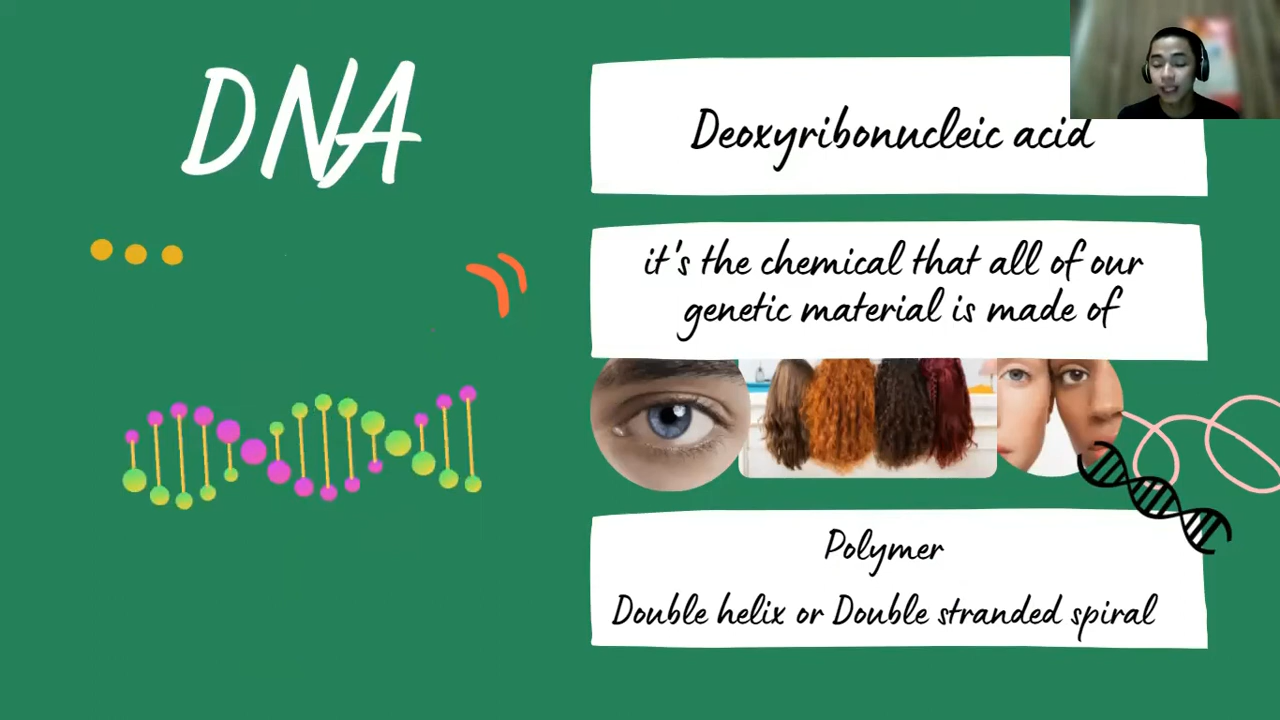 DNA
Deoxyribonucleic acid
it's the chemical that all of our
genetic material is made of
Polymer
Double helix or Double stranded spiral